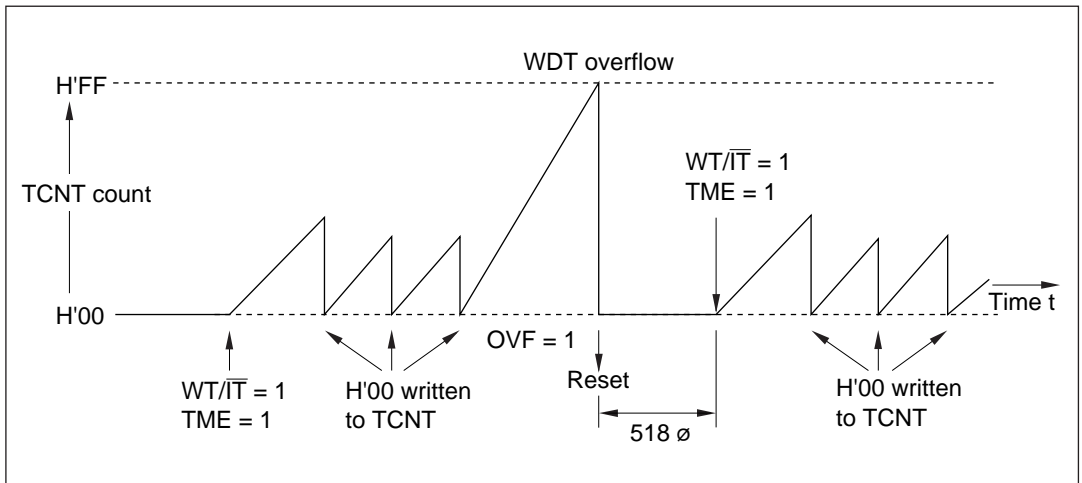 WDT overflow
H'FF
WT/IT = 1
TME = 1
TCNT count
H'00
Time t
OVF = 1
Reset
WT/IT = 1
TME = 1
H'00 written
to TCNT
518 ø
H'00 written
to TCNT